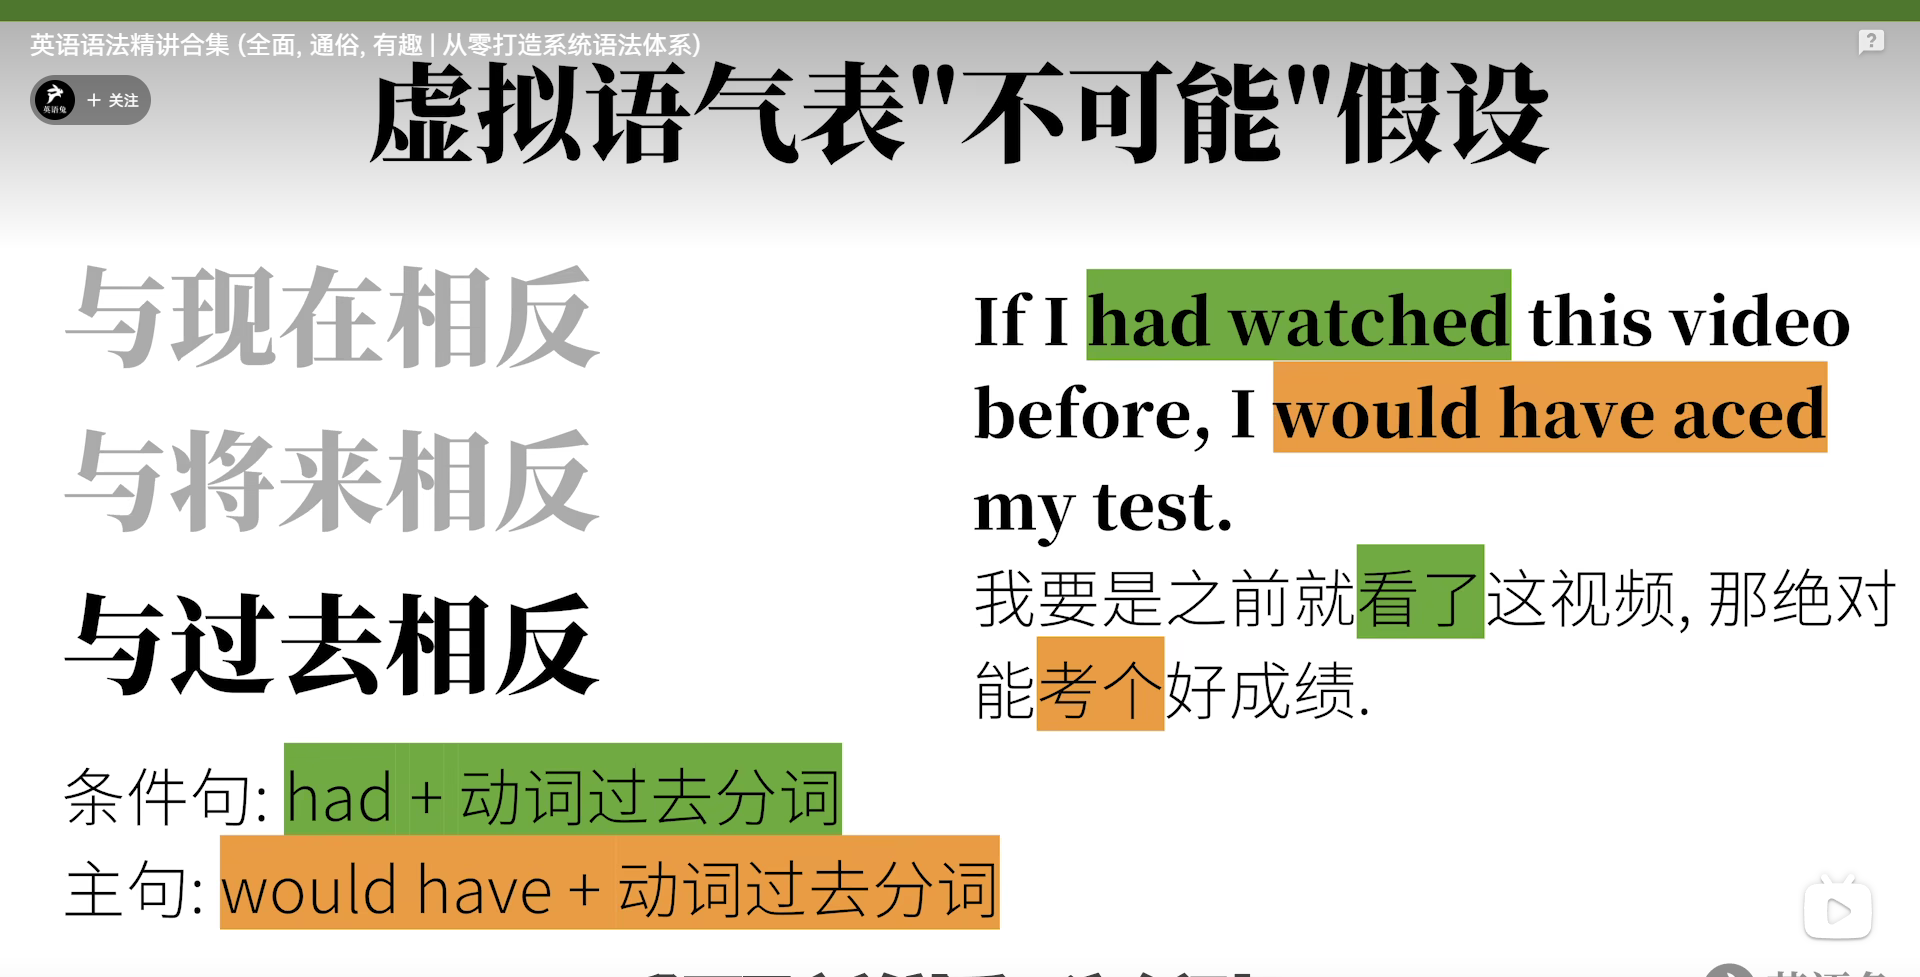 英语语法精讲合集 (全面, 通俗, 有趣 | 从零打造系统语法体系)
英语兔
+ 关注
虚拟语气表"不可能"假设
与现在相反
与将来相反
与过去相反
条件句: had + 动词过去分词
主句: would have + 动词过去分词
If I had watched this video
before, I would have aced
my test.
我要是之前就看了这视频, 那绝对
能考个好成绩.